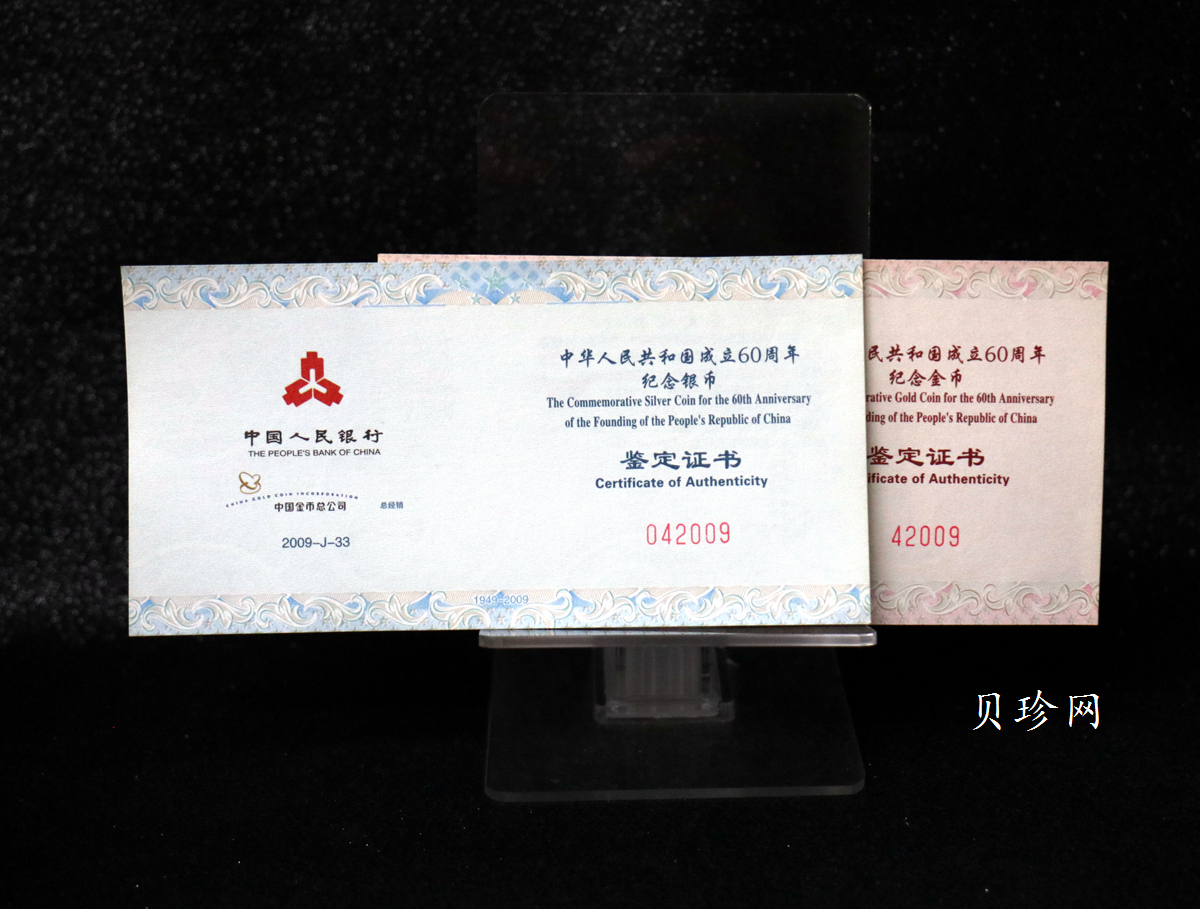 中国人民银行
THE PEOPLE'S BANK OF CHINA
CHINA GOLD COIN INCORPORATION
中国金币总公司 总经销
2009-J-33
中华人民共和国成立60周年
纪念银币
The Commemorative Silver Coin for the 60th Anniversary
of the Founding of the People's Republic of China
鉴定证书
Certificate of Authenticity
042009
1949-2009
民共和国成立60周年
纪念金币
rative Gold Coin for the 60th Anniversary
ding of the People's Republic of China
鉴定证书
ificate of Authenticity
42009
贝珍网